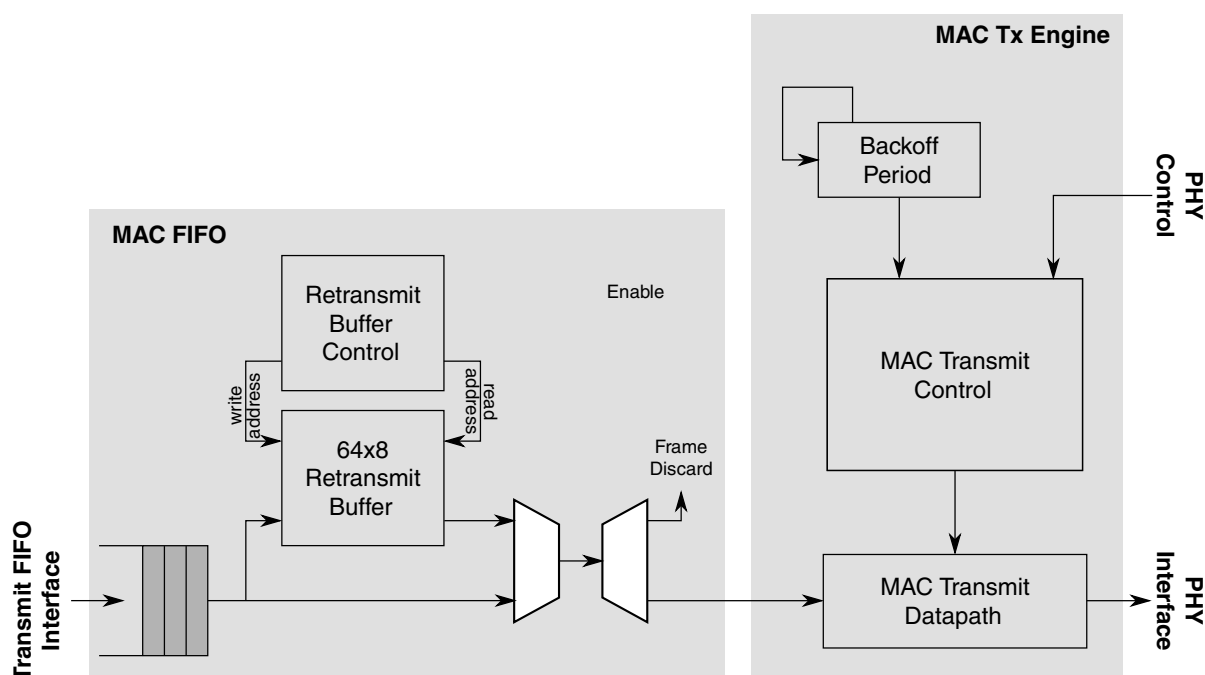 MAC Tx Engine
Backoff
Period
PHY
Control
MAC FIFO
Retransmit
Buffer
Control
Enable
MAC Transmit
Control
write
address
read
address
64x8
Retransmit
Buffer
Frame
Discard
Transmit FIFO
Interface
MAC Transmit
Datapath
PHY
Interface